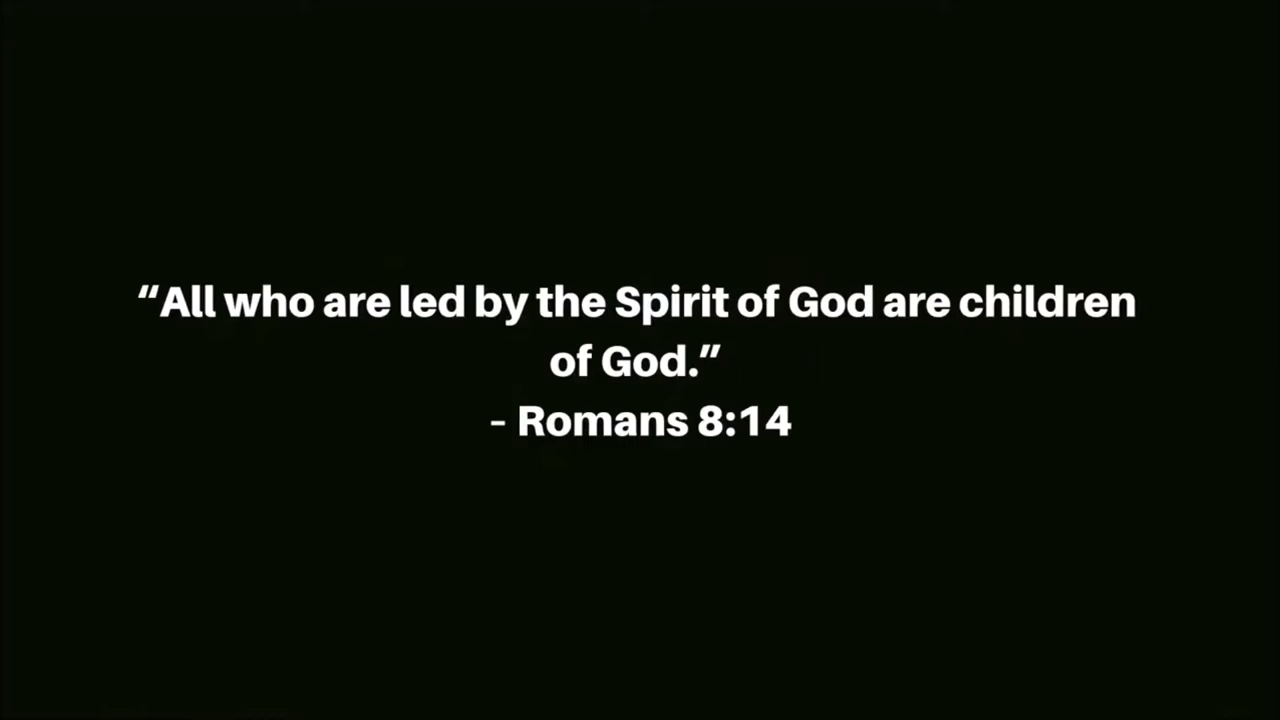 “All who are led by the Spirit of God are children
of God.”
- Romans 8:14